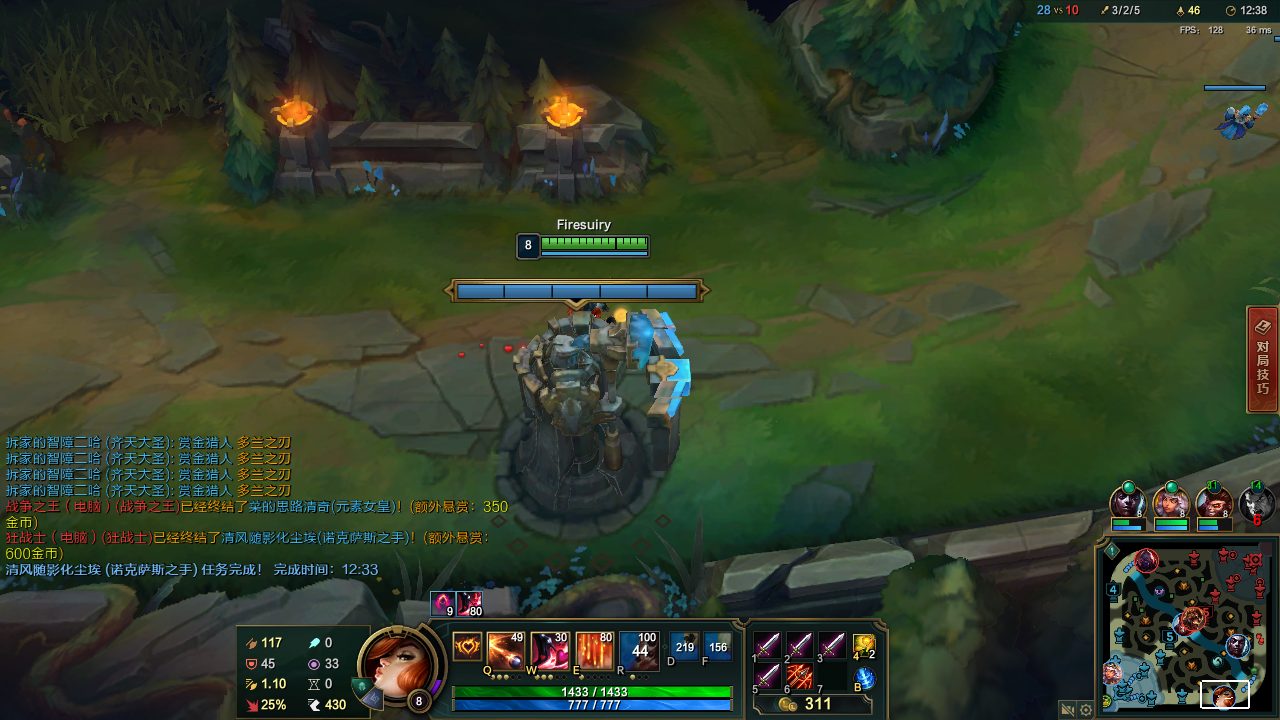 28 vs 10 3/2/5 46 12:38
FPS: 128 36 ms
Firesuiry
8
对局技巧
拆家的智障二哈 (齐天大圣): 赏金猎人 多兰之刃
拆家的智障二哈 (齐天大圣): 赏金猎人 多兰之刃
拆家的智障二哈 (齐天大圣): 赏金猎人 多兰之刃
拆家的智障二哈 (齐天大圣): 赏金猎人 多兰之刃
战争之王 (电脑) (战争之王)已经终结了菜的思路清奇(元素女皇)! (额外悬赏: 350
金币)
狂战士 (电脑) (狂战士)已经终结了清风随影化尘埃(诺克萨斯之手)! (额外悬赏:
600金币)
清风随影化尘埃 (诺克萨斯之手) 任务完成! 完成时间: 12:33
31 14
8 8 8 6
9 80
117 0
45 33
1.10 0
25% 430
8
49 30 80 100 44 219 156
Q W E R D F
1433 / 1433
777 / 777
1 2 3 4 2
5 6 7 B
311
4
5